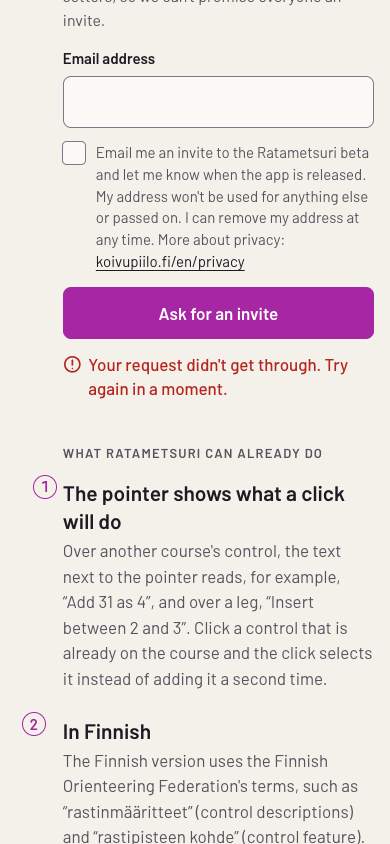 invite.
Email address
Email me an invite to the Ratametsuri beta
and let me know when the app is released.
My address won't be used for anything else
or passed on. I can remove my address at
any time. More about privacy:
koivupiilo.fi/en/privacy
Ask for an invite
Your request didn't get through. Try
again in a moment.
WHAT RATAMETSURI CAN ALREADY DO
1
The pointer shows what a click
will do
Over another course's control, the text
next to the pointer reads, for example,
“Add 31 as 4”, and over a leg, “Insert
between 2 and 3”. Click a control that is
already on the course and the click selects
it instead of adding it a second time.
2
In Finnish
The Finnish version uses the Finnish
Orienteering Federation's terms, such as
“rastinmääritteet” (control descriptions)
and “rastipisteen kohde” (control feature).